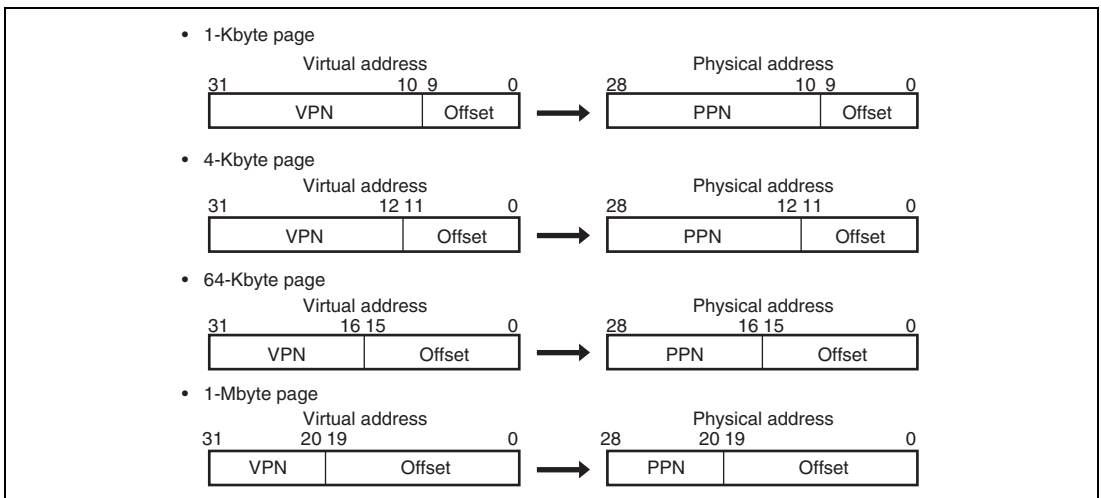 • 1-Kbyte page
Virtual address Physical address
31 10 9 0 28 10 9 0
VPN Offset PPN Offset
• 4-Kbyte page
Virtual address Physical address
31 12 11 0 28 12 11 0
VPN Offset PPN Offset
• 64-Kbyte page
Virtual address Physical address
31 16 15 0 28 16 15 0
VPN Offset PPN Offset
• 1-Mbyte page
Virtual address Physical address
31 20 19 0 28 20 19 0
VPN Offset PPN Offset